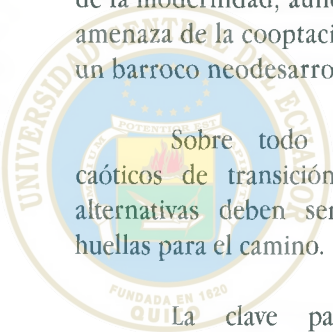 de la modernidad, aun
amenaza de la cooptaci
un barroco neodesarro
Sobre todo
caóticos de transición
alternativas deben ser
huellas para el camino.
La clave pa
UNIVERSIDAD CENTRAL DEL ECUADOR
FUNDADA EN 1820
QUITO